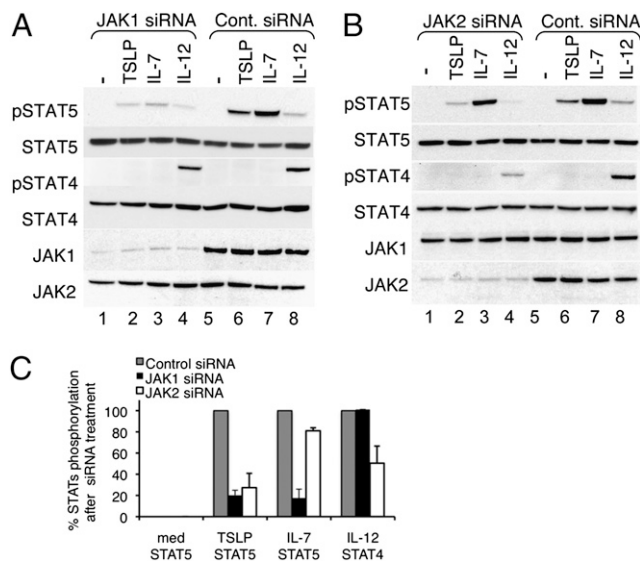 A
JAK1 siRNA Cont. siRNA
- TSLP IL-7 IL-12 - TSLP IL-7 IL-12
pSTAT5
STAT5
pSTAT4
STAT4
JAK1
JAK2
1 2 3 4 5 6 7 8
B
JAK2 siRNA Cont. siRNA
- TSLP IL-7 IL-12 - TSLP IL-7 IL-12
pSTAT5
STAT5
pSTAT4
STAT4
JAK1
JAK2
1 2 3 4 5 6 7 8
C
Control siRNA
JAK1 siRNA
JAK2 siRNA
% STATs phosphorylation
after siRNA treatment
100
80
60
40
20
0
med TSLP IL-7 IL-12
STAT5 STAT5 STAT5 STAT4